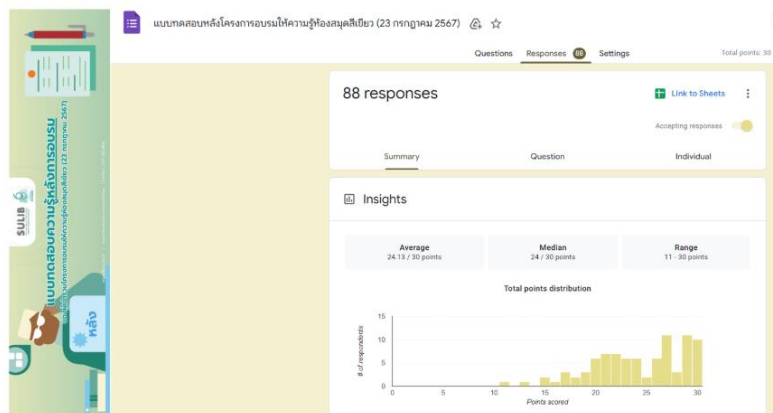 แบบทดสอบหลังโครงการอบรมให้ความรู้ห้องสมุดสีเขียว (23 กรกฎาคม 2567)
Questions Responses 88 Settings
Total points: 30
88 responses
Link to Sheets
Accepting responses
Summary Question Individual
Insights
Average Median Range
24.13 / 30 points 24 / 30 points 11 - 30 points
Total points distribution
# of respondents
15
10
5
0
0 5 10 15 20 25 30
Points scored
SULIB
แบบทดสอบความรู้หลังการอบรม
หลัง